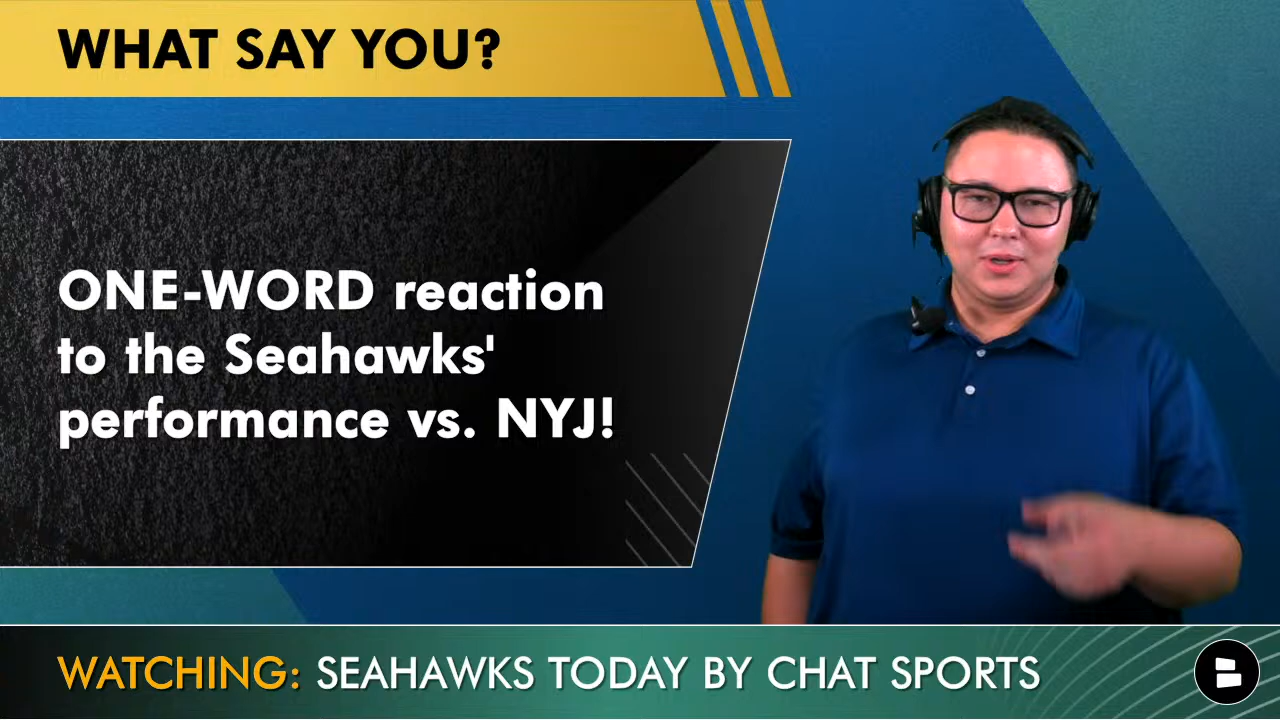 WHAT SAY YOU?
ONE-WORD reaction
to the Seahawks'
performance vs. NYJ!
WATCHING: SEAHAWKS TODAY BY CHAT SPORTS